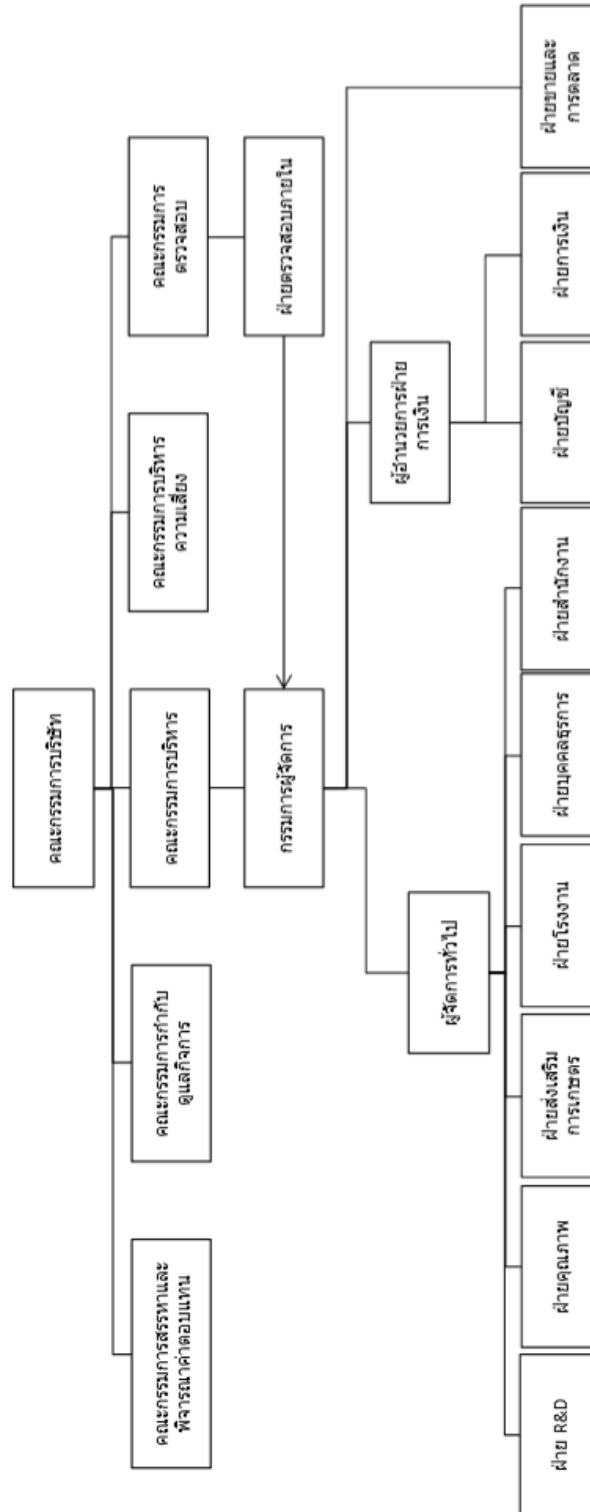 คณะกรรมการบริษัท
คณะกรรมการสรรหาและ
พิจารณาค่าตอบแทน
คณะกรรมการกำกับ
ดูแลกิจการ
คณะกรรมการบริหาร
คณะกรรมการบริหาร
ความเสี่ยง
คณะกรรมการ
ตรวจสอบ
กรรมการผู้จัดการ
ฝ่ายตรวจสอบภายใน
ผู้จัดการทั่วไป
ผู้อำนวยการฝ่าย
การเงิน
ฝ่าย R&D
ฝ่ายคุณภาพ
ฝ่ายส่งเสริม
การเกษตร
ฝ่ายโรงงาน
ฝ่ายบุคคลธุรการ
ฝ่ายสำนักงาน
ฝ่ายบัญชี
ฝ่ายการเงิน
ฝ่ายขายและ
การตลาด